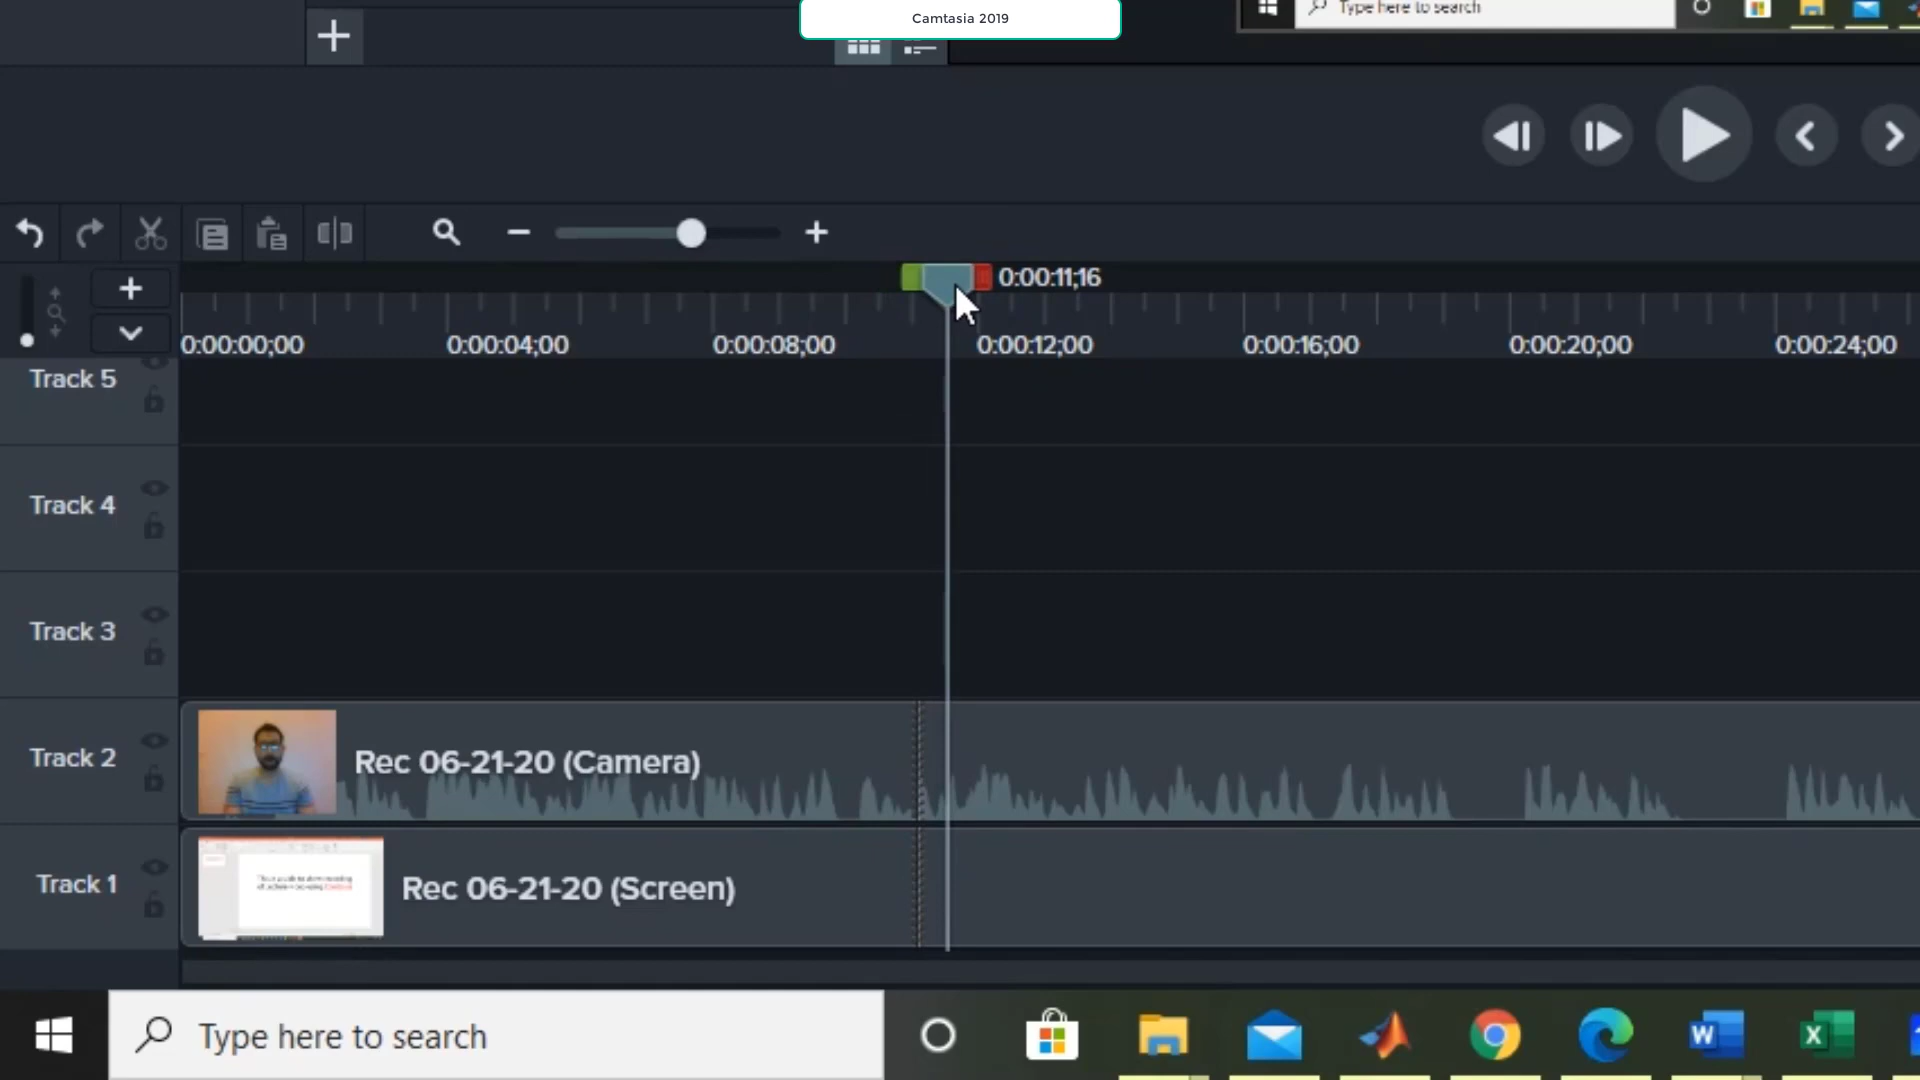 Camtasia 2019
Type here to search
0:00:11;16
0:00:00;00
0:00:04;00
0:00:08;00
0:00:12;00
0:00:16;00
0:00:20;00
0:00:24;00
Track 5
Track 4
Track 3
Track 2
Rec 06-21-20 (Camera)
Track 1
Rec 06-21-20 (Screen)
Type here to search